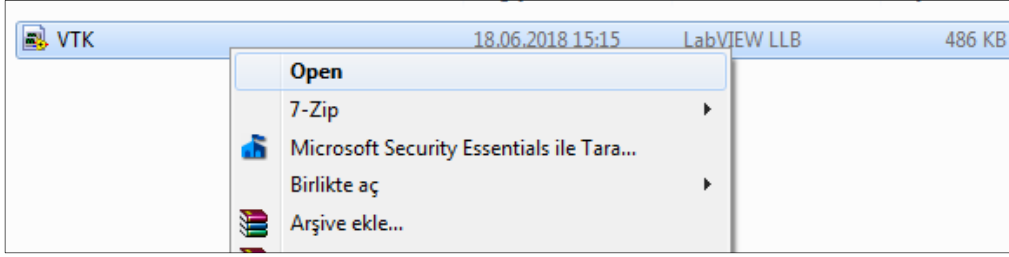 VTK 18.06.2018 15:15 LabVIEW LLB 486 KB
Open
7-Zip
Microsoft Security Essentials ile Tara...
Birlikte aç
Arşive ekle...